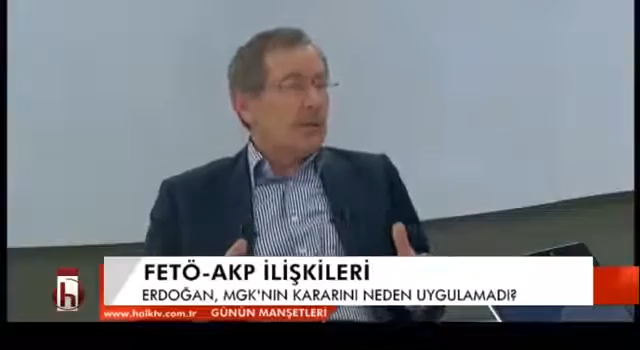 FETÖ-AKP İLİŞKİLERİ
ERDOĞAN, MGK'NIN KARARINI NEDEN UYGULAMADI?
h www.halktv.com.tr GÜNÜN MANŞETLERİ